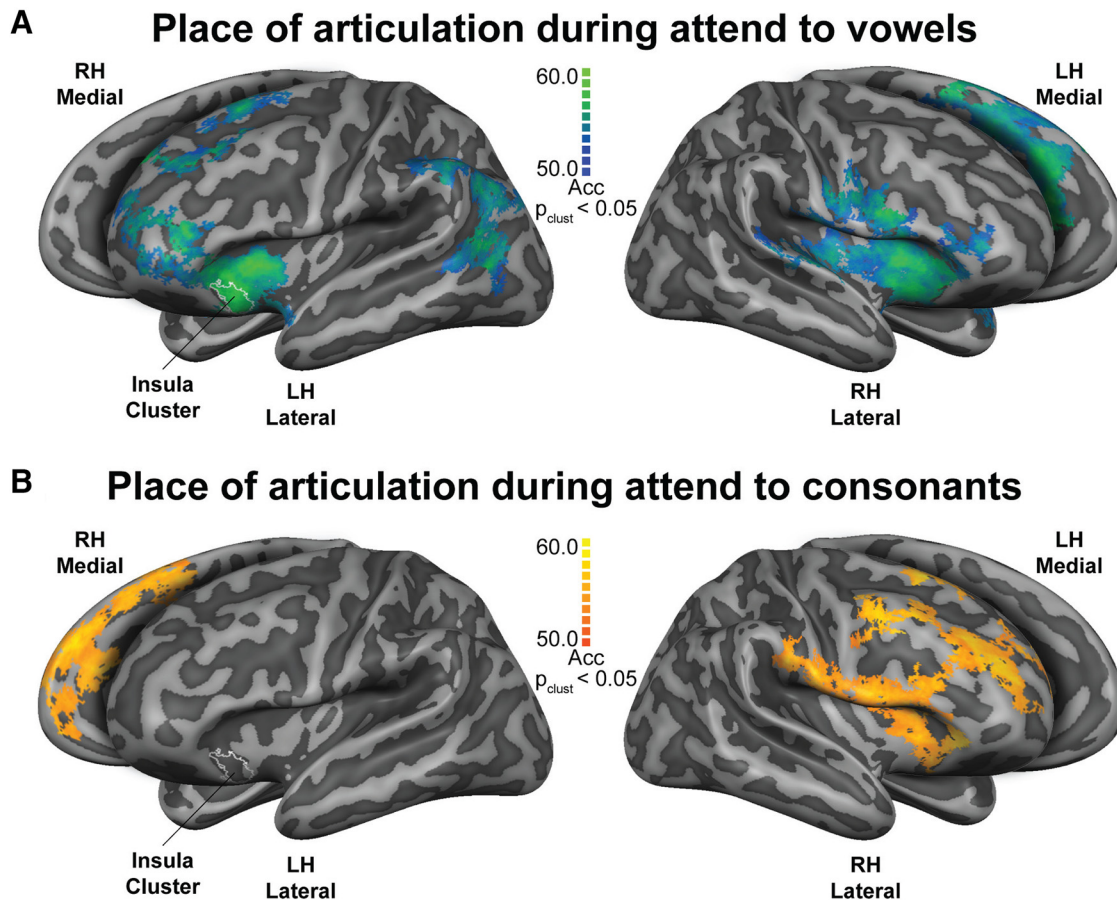 A
Place of articulation during attend to vowels
RH
Medial
60.0
50.0
Acc
pclust < 0.05
LH
Medial
Insula
Cluster
LH
Lateral
RH
Lateral
B
Place of articulation during attend to consonants
RH
Medial
60.0
50.0
Acc
pclust < 0.05
LH
Medial
Insula
Cluster
LH
Lateral
RH
Lateral